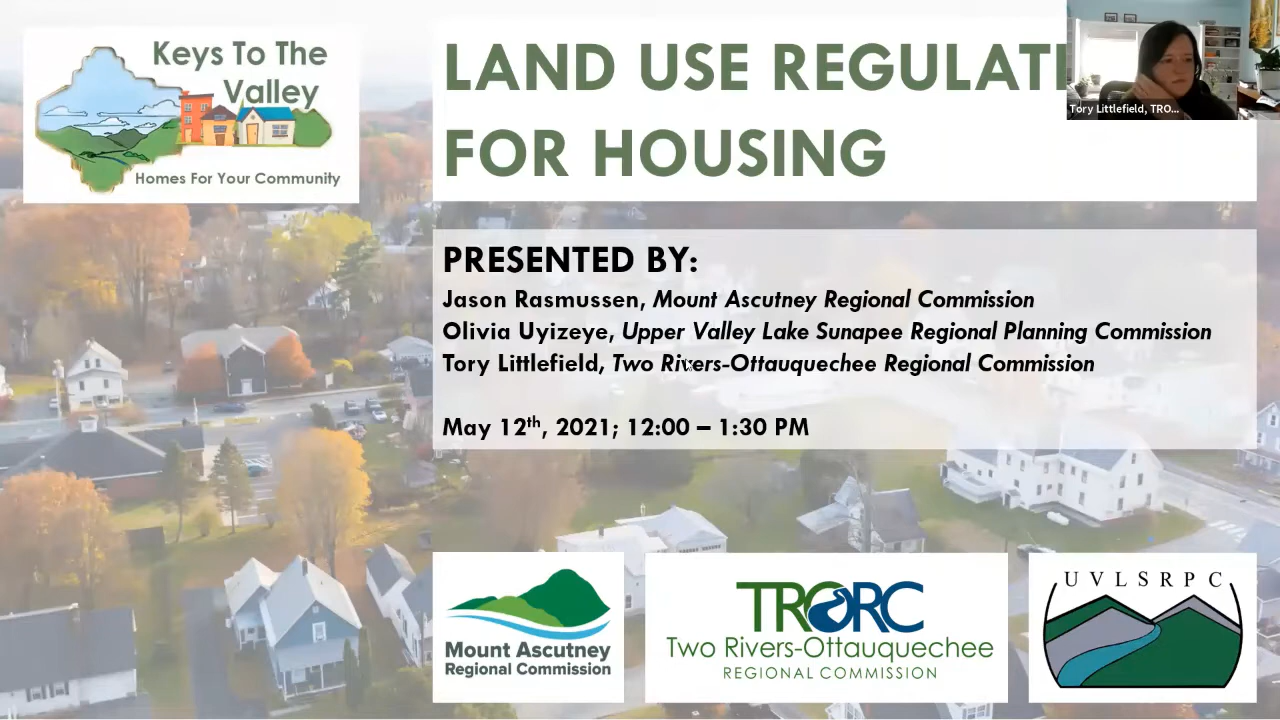 Keys To The
Valley
Homes For Your Community
LAND USE REGULATI
FOR HOUSING
Tory Littlefield, TRO...
PRESENTED BY:
Jason Rasmussen, Mount Ascutney Regional Commission
Olivia Uyizeye, Upper Valley Lake Sunapee Regional Planning Commission
Tory Littlefield, Two Rivers-Ottauquechee Regional Commission
May 12th, 2021; 12:00 – 1:30 PM
Mount Ascutney
Regional Commission
TRORC
Two Rivers-Ottauquechee
REGIONAL COMMISSION
UVLSRPC